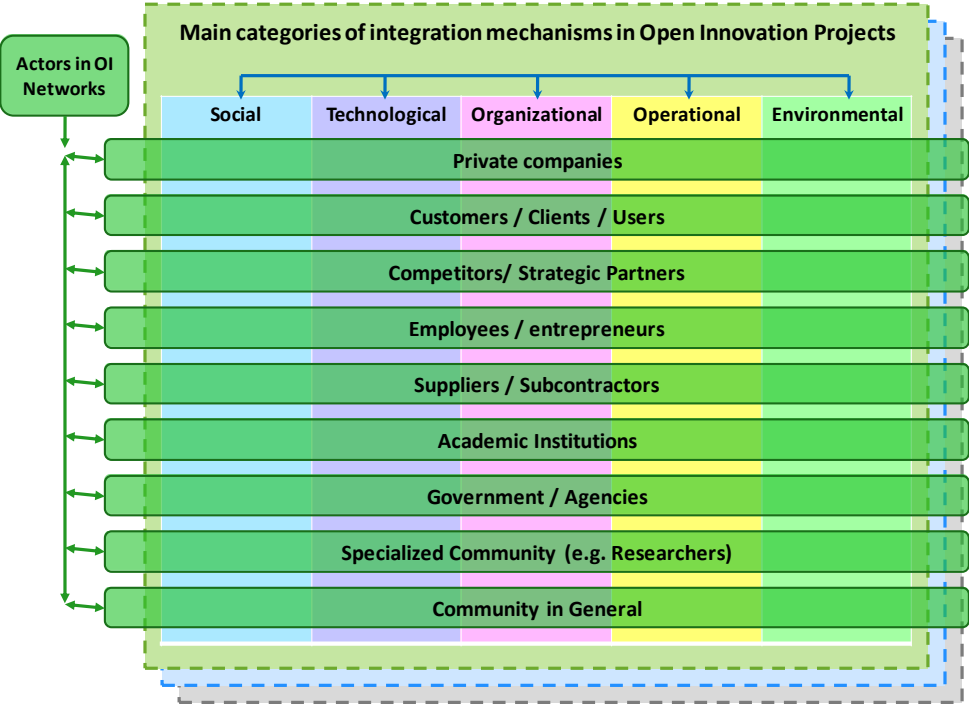 Main categories of integration mechanisms in Open Innovation Projects
Actors in OI
Networks
Social
Technological
Organizational
Operational
Environmental
Private companies
Customers / Clients / Users
Competitors/ Strategic Partners
Employees / entrepreneurs
Suppliers / Subcontractors
Academic Institutions
Government / Agencies
Specialized Community (e.g. Researchers)
Community in General